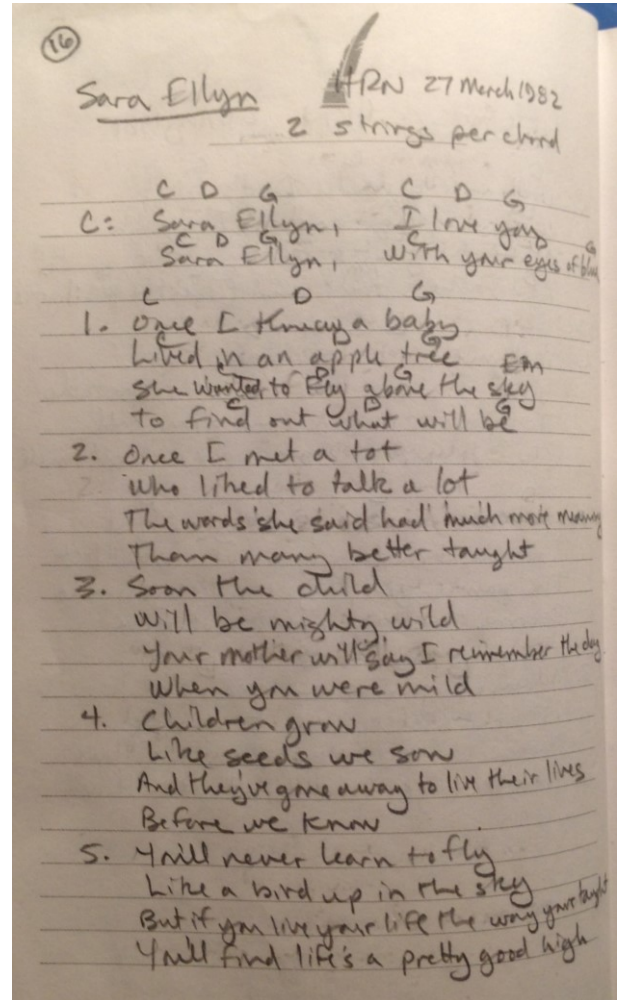 16
Sara Ellyn HRN 27 March 1982
2 strings per chord
C D G C D G
C: Sara Ellyn, I love you
C D G C G
Sara Ellyn, with your eyes of blue
C D G
1. Once I knew a baby
C G
Lived in an apple tree Em
D G
She wanted to fly above the sky
C D G
to find out what will be
2. Once I met a tot
who liked to talk a lot
The words she said had much more meaning
Than many better taught
3. Soon the child
will be mighty wild
Your mother will say I remember the day
When you were mild
4. Children grow
Like seeds we sow
And they've gone away to live their lives
Before we know
5. You'll never learn to fly
Like a bird up in the sky
But if you live your life the way your taught
You'll find life's a pretty good high